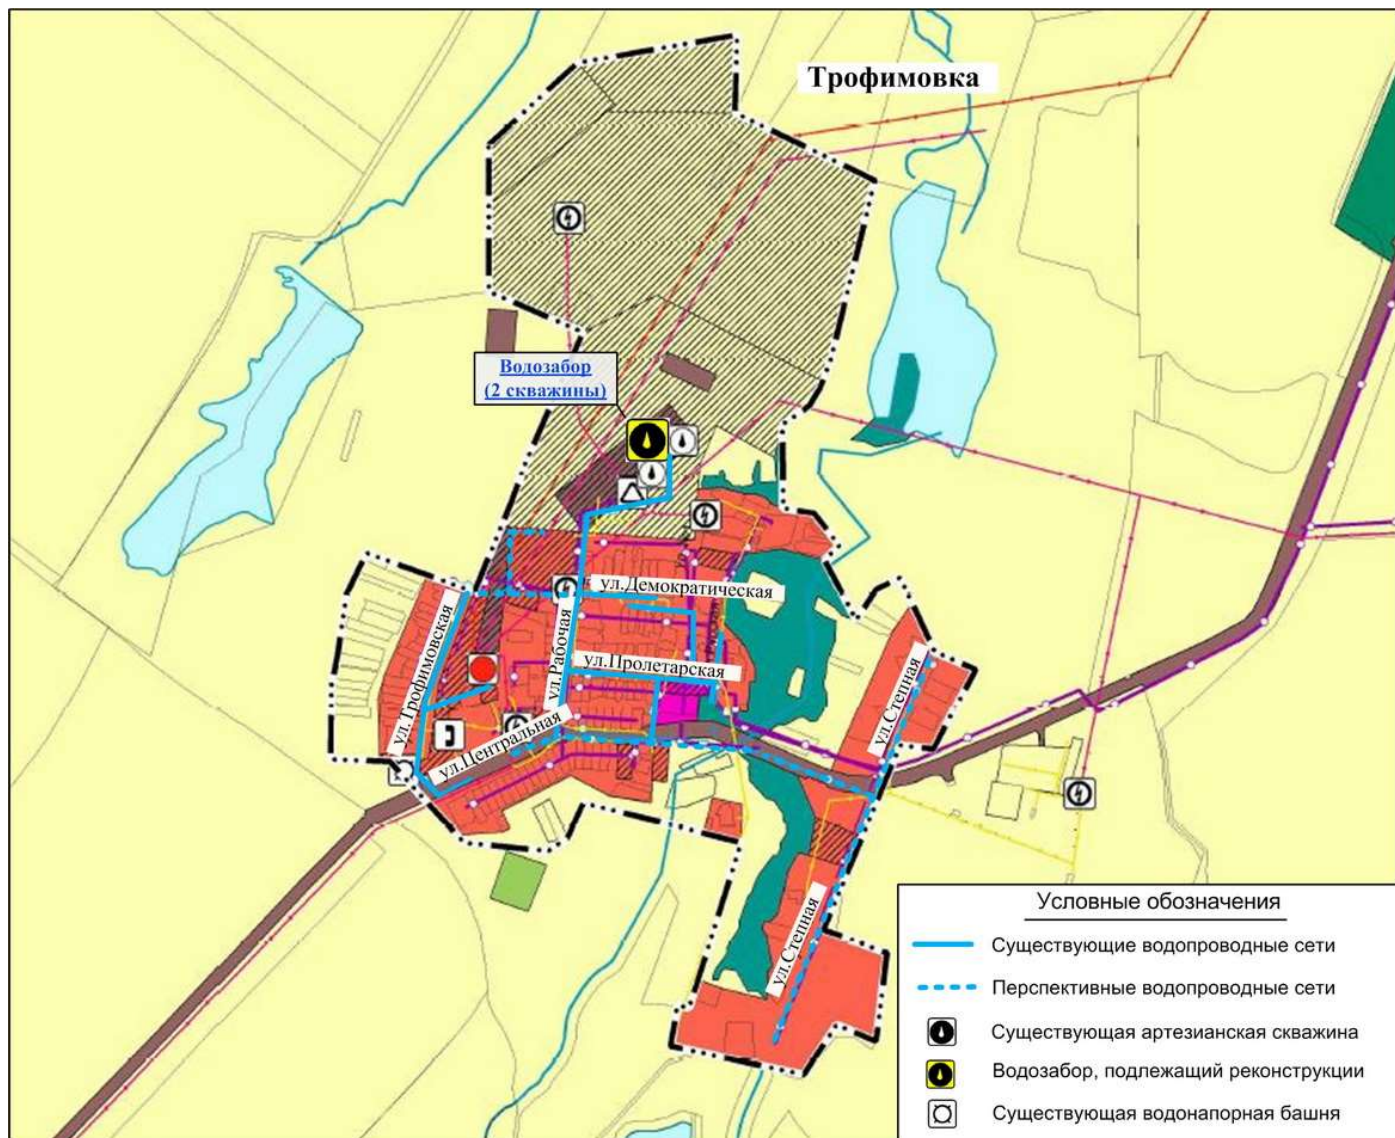 Трофимовка
Водозабор
(2 скважины)
ул.Демократическая
ул.Трофимовская
ул.Рабочая
ул.Пролетарская
ул.Центральная
ул.Степная
ул.Степная
Условные обозначения
Существующие водопроводные сети
Перспективные водопроводные сети
Существующая артезианская скважина
Водозабор, подлежащий реконструкции
Существующая водонапорная башня